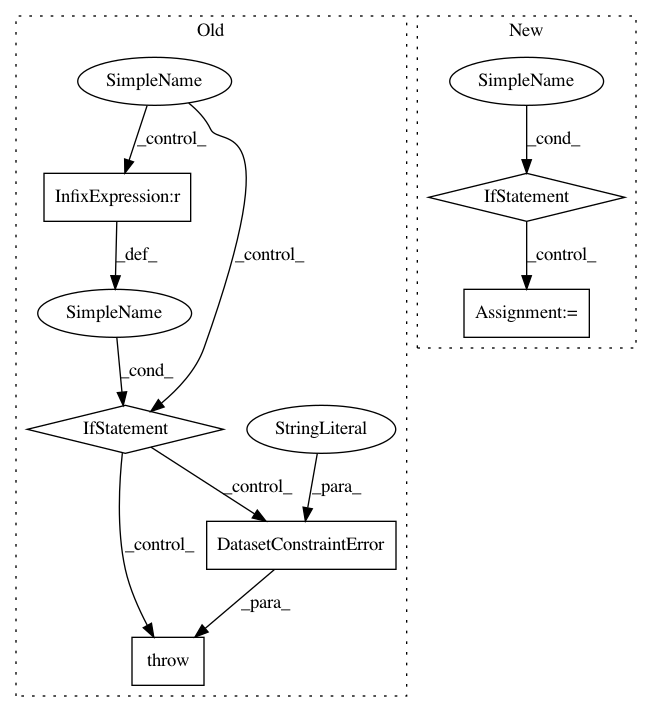 Old
New
SimpleName
SimpleName
_control_
_cond_
InfixExpression:r
IfStatement
_def_
_control_
_control_
SimpleName
Assignment:=
_cond_
IfStatement
StringLiteral
_control_
_para_
_control_
DatasetConstraintError
_para_
throw